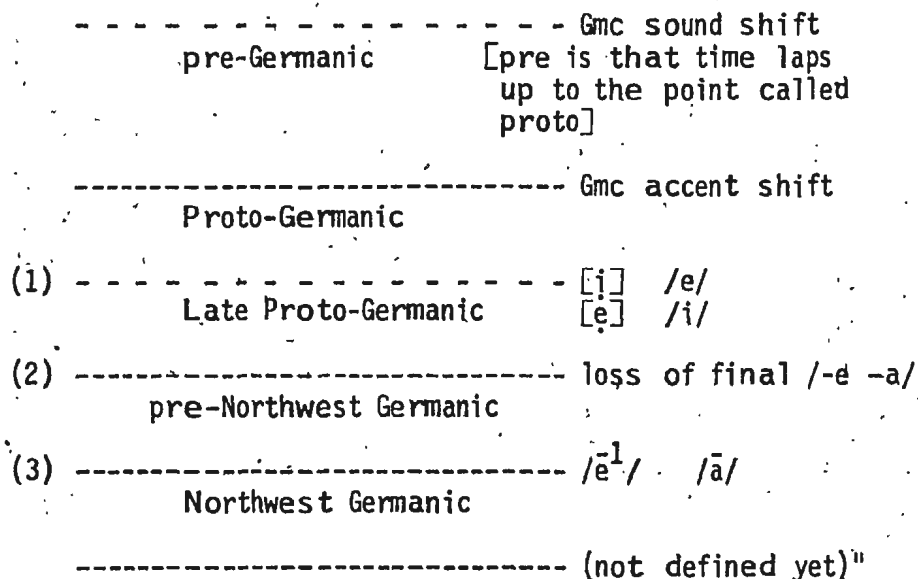 - - - - - - - - - - - - - - Gmc sound shift
pre-Germanic [pre is that time laps
up to the point called
proto]
---------------------------- Gmc accent shift
Proto-Germanic
(1) - - - - - - - - - - - - - - [ị] /e/
Late Proto-Germanic [ẹ] /i/
(2) ---------------------------- loss of final /-e -a/
pre-Northwest Germanic
(3) ---------------------------- /ē¹/ /ā/
Northwest Germanic
---------------------------- (not defined yet)"